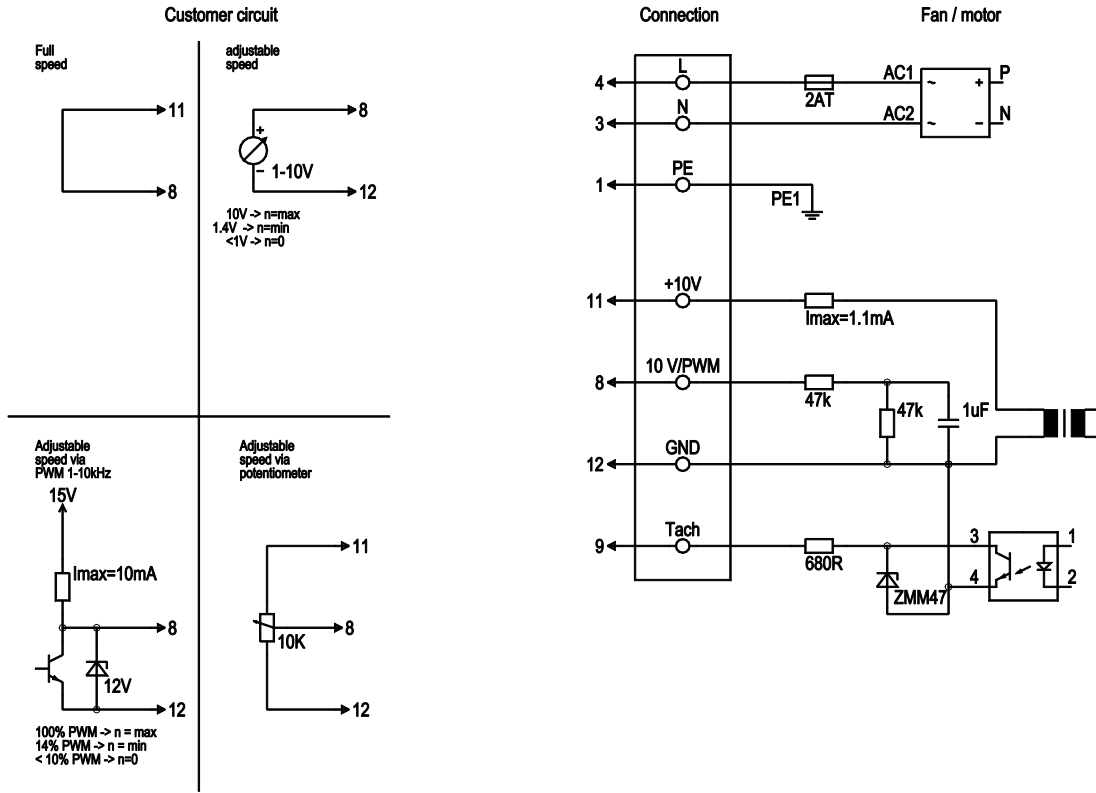 Customer circuit
Connection
Fan / motor
Full
speed
11
8
adjustable
speed
8
+
1-10V
–
12
10V -> n=max
1.4V -> n=min
<1V -> n=0
Adjustable
speed via
PWM 1-10kHz
15V
Imax=10mA
8
12V
12
100% PWM -> n = max
14% PWM -> n = min
< 10% PWM -> n=0
Adjustable
speed via
potentiometer
11
8
10K
12
4
L
2AT
AC1
~
+
P
3
N
AC2
~
–
N
1
PE
PE1
11
+10V
Imax=1.1mA
8
10 V/PWM
47k
47k
1uF
12
GND
9
Tach
680R
ZMM47
3
4
1
2